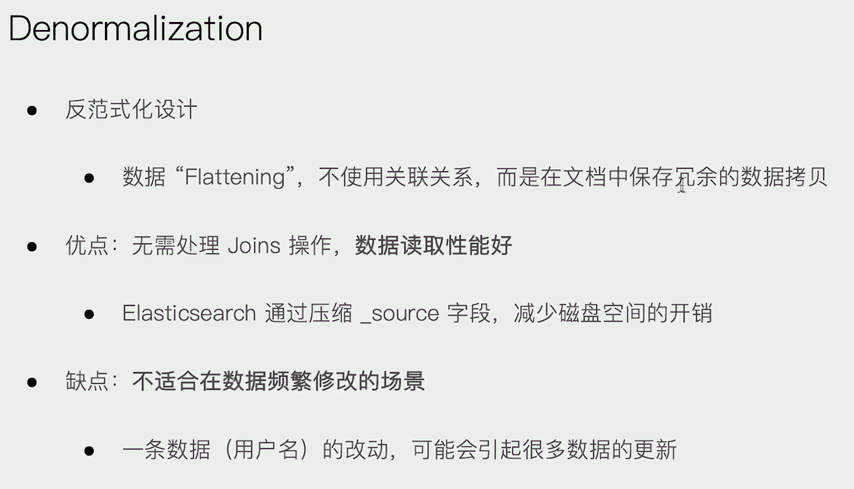 Denormalization
反范式化设计
数据 “Flattening”，不使用关联关系，而是在文档中保存冗余的数据拷贝
优点：无需处理 Joins 操作，数据读取性能好
Elasticsearch 通过压缩 _source 字段，减少磁盘空间的开销
缺点：不适合在数据频繁修改的场景
一条数据（用户名）的改动，可能会引起很多数据的更新